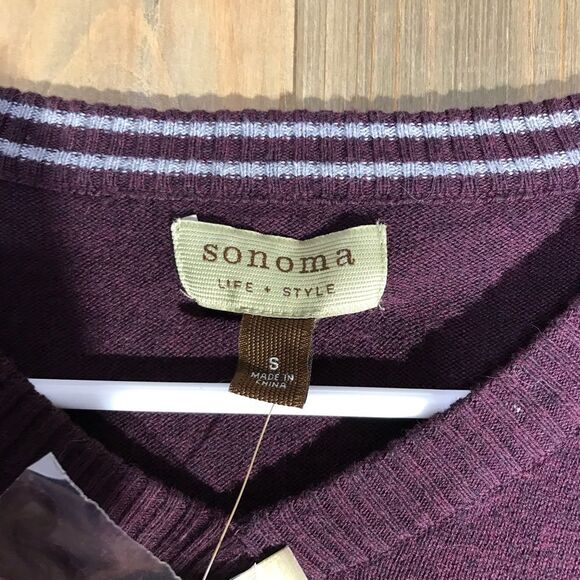 sonoma
LIFE + STYLE
S
MADE IN
CHINA